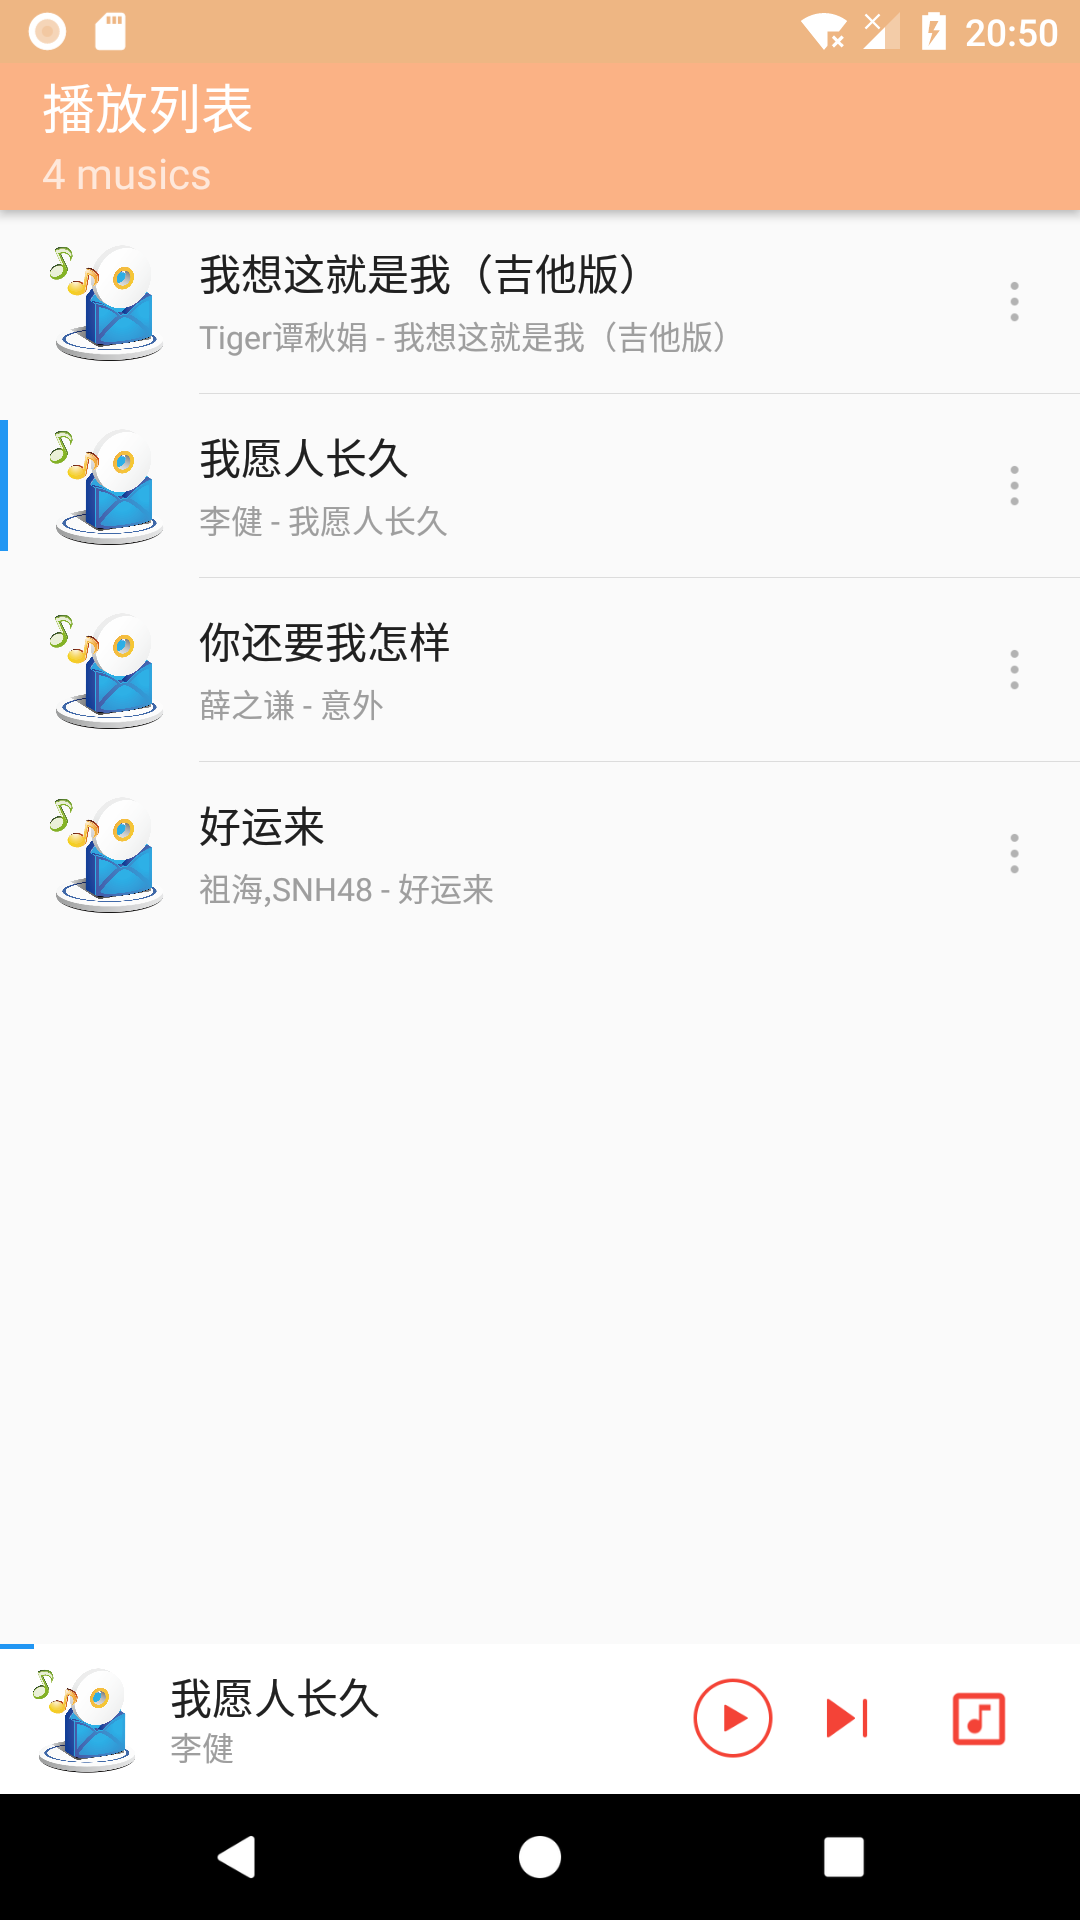 20:50
播放列表
4 musics
我想这就是我（吉他版）
Tiger谭秋娟 - 我想这就是我（吉他版）
我愿人长久
李健 - 我愿人长久
你还要我怎样
薛之谦 - 意外
好运来
祖海,SNH48 - 好运来
我愿人长久
李健